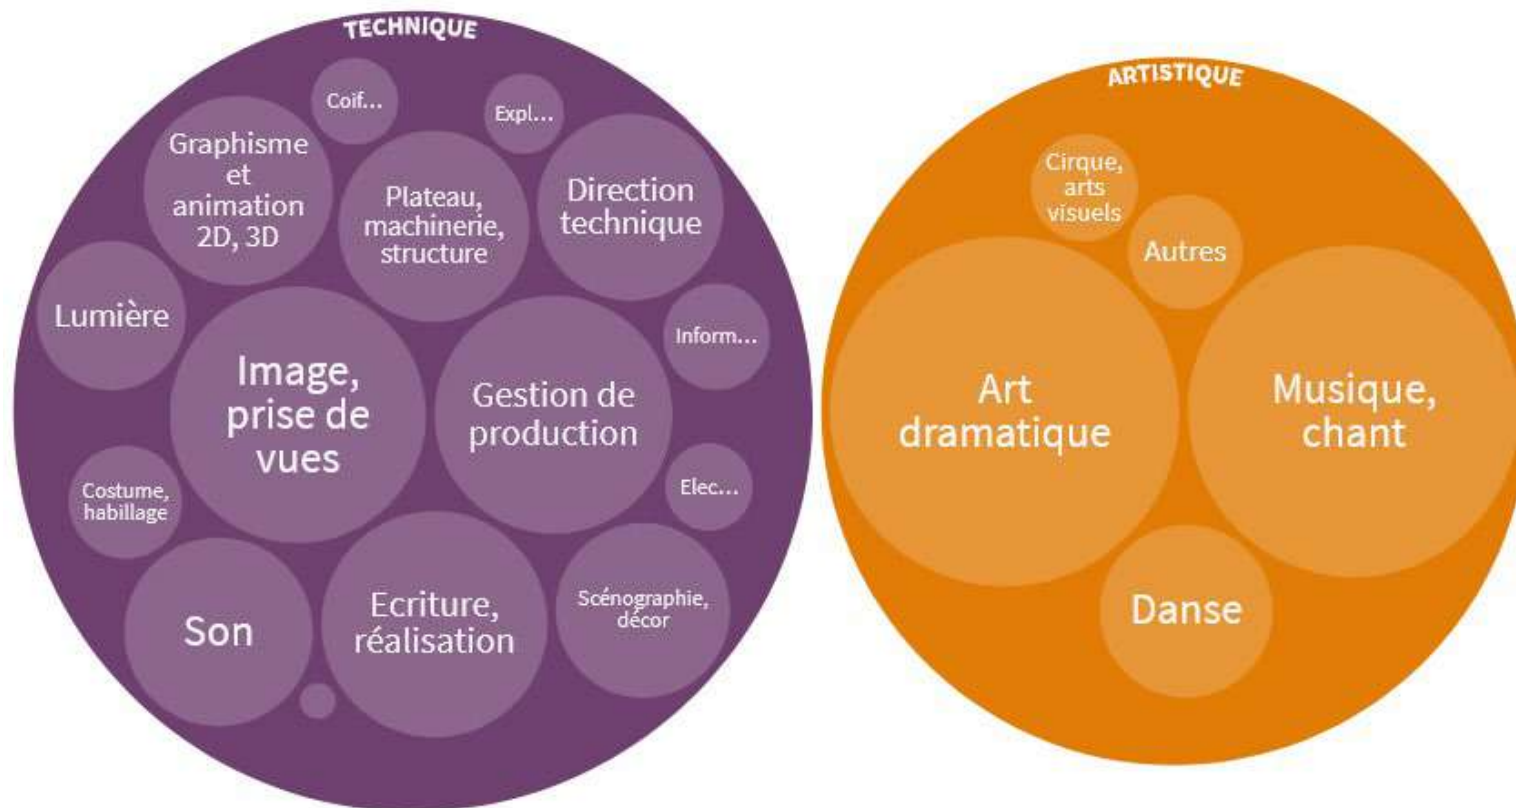 TECHNIQUE
Coif...
Expl...
Graphisme
et
animation
2D, 3D
Plateau,
machinerie,
structure
Direction
technique
Lumière
Inform...
Image,
prise de
vues
Gestion de
production
Costume,
habillage
Elec...
Son
Ecriture,
réalisation
Scénographie,
décor
ARTISTIQUE
Cirque,
arts
visuels
Autres
Art
dramatique
Musique,
chant
Danse